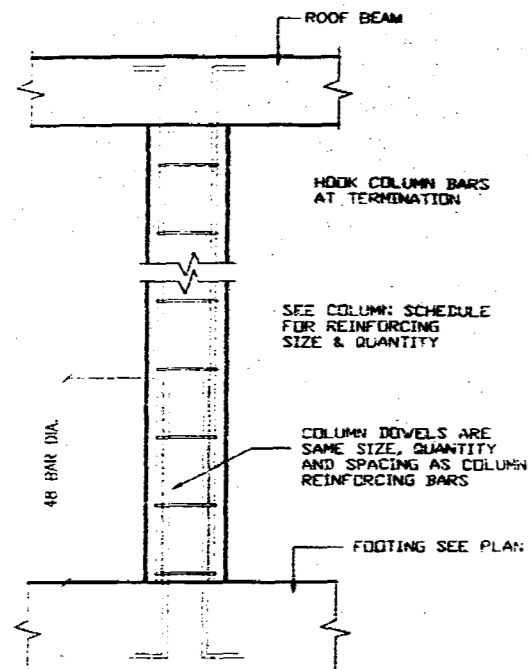 ROOF BEAM
HOOK COLUMN BARS
AT TERMINATION
SEE COLUMN SCHEDULE
FOR REINFORCING
SIZE & QUANTITY
48 BAR DIA.
COLUMN DOWELS ARE
SAME SIZE, QUANTITY
AND SPACING AS COLUMN
REINFORCING BARS
FOOTING SEE PLAN